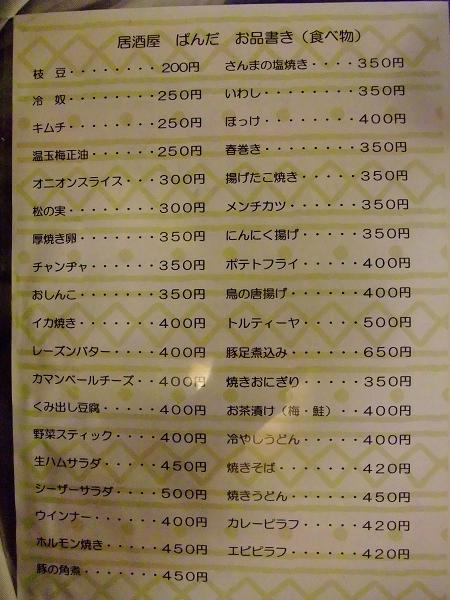 居酒屋　ぱんだ　お品書き（食べ物）
枝　豆・・・・・・・・200円
冷　奴・・・・・・・・250円
キムチ・・・・・・・・250円
温玉梅正油・・・・・・250円
オニオンスライス・・・300円
松の実・・・・・・・・300円
厚焼き卵・・・・・・・350円
チャンヂャ・・・・・・350円
おしんこ・・・・・・・350円
イカ焼き・・・・・・・400円
レーズンバター・・・・400円
カマンベールチーズ・・400円
くみ出し豆腐・・・・・400円
野菜スティック・・・・400円
生ハムサラダ・・・・・450円
シーザーサラダ・・・・500円
ウインナー・・・・・・400円
ホルモン焼き・・・・・450円
豚の角煮・・・・・・・450円
さんまの塩焼き・・・・350円
いわし・・・・・・・・350円
ほっけ・・・・・・・・400円
春巻き・・・・・・・・350円
揚げたこ焼き・・・・・350円
メンチカツ・・・・・・350円
にんにく揚げ・・・・・350円
ポテトフライ・・・・・400円
鳥の唐揚げ・・・・・・400円
トルティーヤ・・・・・500円
豚足煮込み・・・・・・650円
焼きおにぎり・・・・・350円
お茶漬け（梅・鮭）・・400円
冷やしうどん・・・・・400円
焼きそば・・・・・・・420円
焼きうどん・・・・・・450円
カレーピラフ・・・・・420円
エビピラフ・・・・・・420円